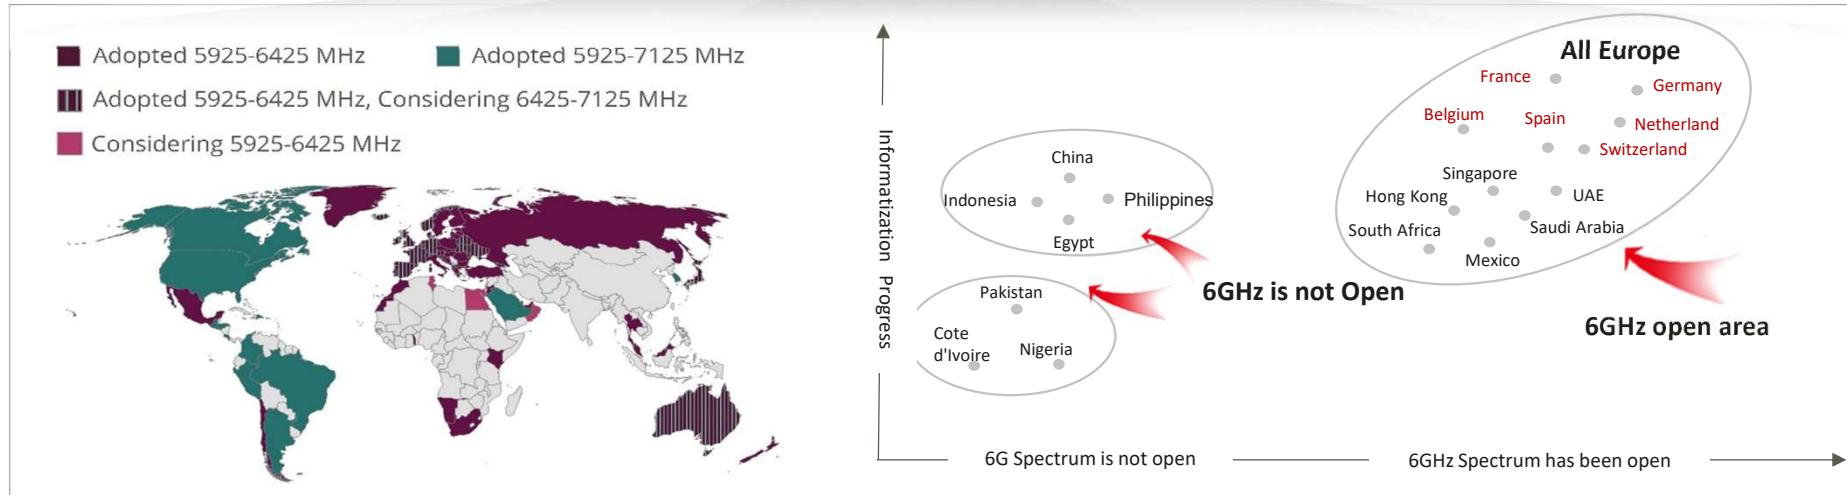 Adopted 5925-6425 MHz
Adopted 5925-7125 MHz
Adopted 5925-6425 MHz, Considering 6425-7125 MHz
Considering 5925-6425 MHz
Informatization Progress
All Europe
France
Germany
Belgium
Spain
Netherland
Switzerland
Singapore
Hong Kong
UAE
South Africa
Saudi Arabia
Mexico
China
Indonesia
Philippines
Egypt
6GHz is not Open
Pakistan
Cote
d'Ivoire
Nigeria
6GHz open area
6G Spectrum is not open
6GHz Spectrum has been open